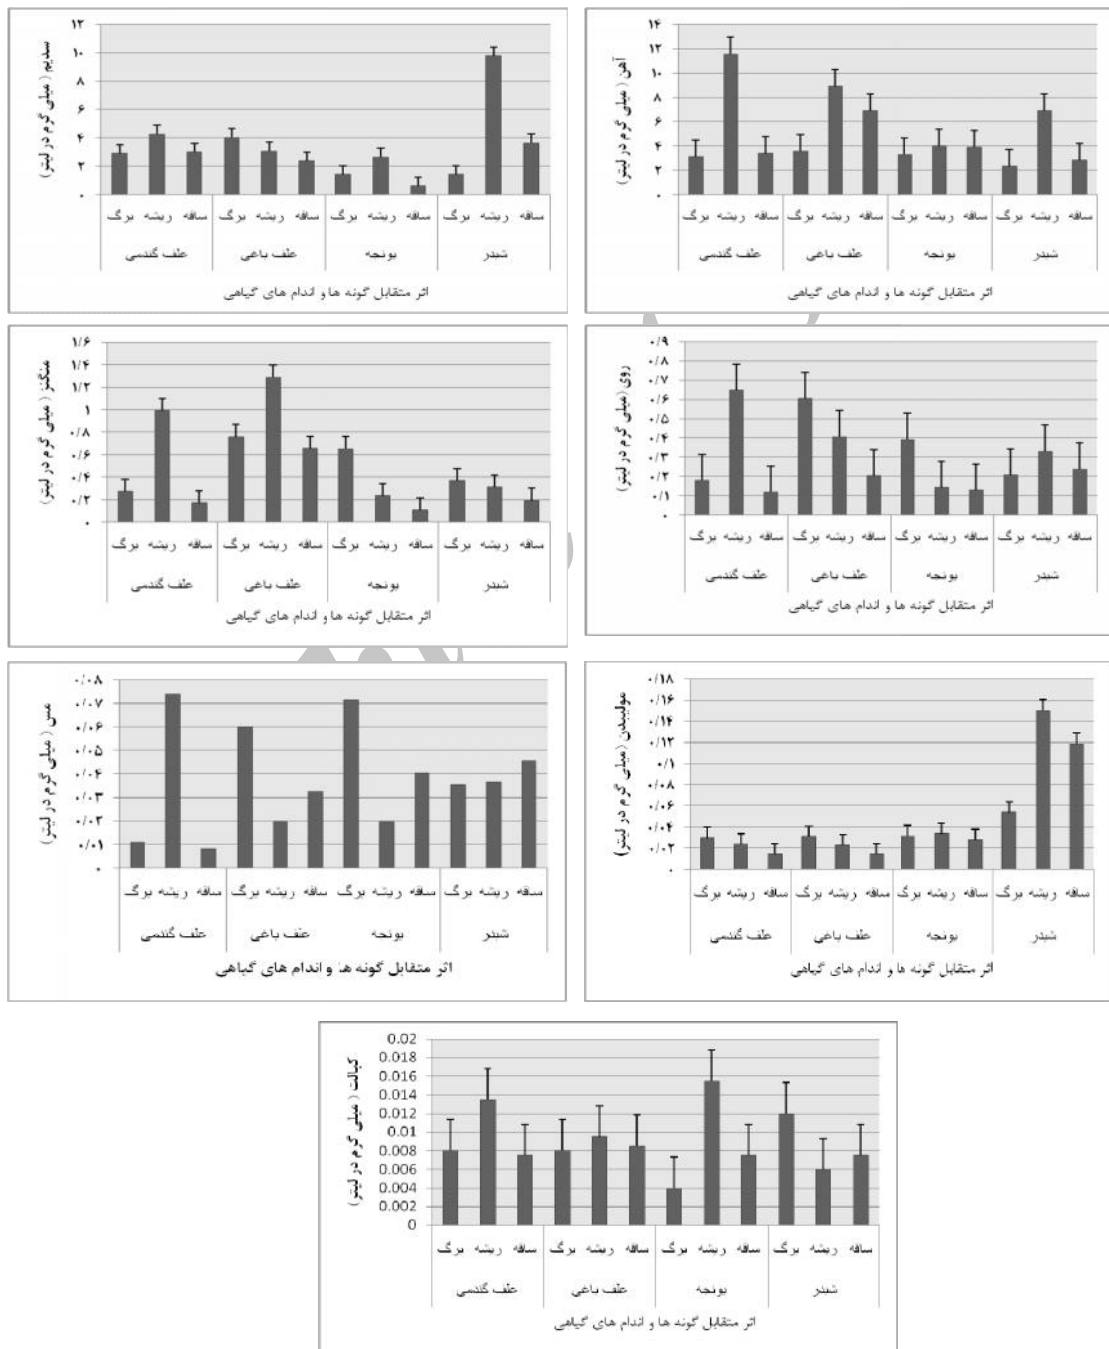 سدیم ( میلی گرم در لیتر)
۱۲
۱۰
۸
۶
۴
۲
۰
برگ ریشه ساقه برگ ریشه ساقه برگ ریشه ساقه برگ ریشه ساقه
علف گندمی علف باغی یونجه شبدر
اثر متقابل گونه ها و اندام های گیاهی
آهن ( میلی گرم در لیتر)
۱۴
۱۲
۱۰
۸
۶
۴
۲
۰
برگ ریشه ساقه برگ ریشه ساقه برگ ریشه ساقه برگ ریشه ساقه
علف گندمی علف باغی یونجه شبدر
اثر متقابل گونه ها و اندام های گیاهی
منگنز ( میلی گرم در لیتر)
۱/۶
۱/۴
۱/۲
۱
۰/۸
۰/۶
۰/۴
۰/۲
۰
برگ ریشه ساقه برگ ریشه ساقه برگ ریشه ساقه برگ ریشه ساقه
علف گندمی علف باغی یونجه شبدر
اثر متقابل گونه ها و اندام های گیاهی
روی (میلی گرم در لیتر)
۰/۹
۰/۸
۰/۷
۰/۶
۰/۵
۰/۴
۰/۳
۰/۲
۰/۱
۰
برگ ریشه ساقه برگ ریشه ساقه برگ ریشه ساقه برگ ریشه ساقه
علف گندمی علف باغی یونجه شبدر
اثر متقابل گونه ها و اندام های گیاهی
مس ( میلی گرم در لیتر)
۰/۰۸
۰/۰۷
۰/۰۶
۰/۰۵
۰/۰۴
۰/۰۳
۰/۰۲
۰/۰۱
۰
برگ ریشه ساقه برگ ریشه ساقه برگ ریشه ساقه برگ ریشه ساقه
علف گندمی علف باغی یونجه شبدر
اثر متقابل گونه ها و اندام های گیاهی
مولیبدن ( میلی گرم در لیتر)
۰/۱۸
۰/۱۶
۰/۱۴
۰/۱۲
۰/۱
۰/۰۸
۰/۰۶
۰/۰۴
۰/۰۲
۰
برگ ریشه ساقه برگ ریشه ساقه برگ ریشه ساقه برگ ریشه ساقه
علف گندمی علف باغی یونجه شبدر
اثر متقابل گونه ها و اندام های گیاهی
کبالت ( میلی گرم در لیتر)
0.02
0.018
0.016
0.014
0.012
0.01
0.008
0.006
0.004
0.002
0
برگ ریشه ساقه برگ ریشه ساقه برگ ریشه ساقه برگ ریشه ساقه
علف گندمی علف باغی یونجه شبدر
اثر متقابل گونه ها و اندام های گیاهی